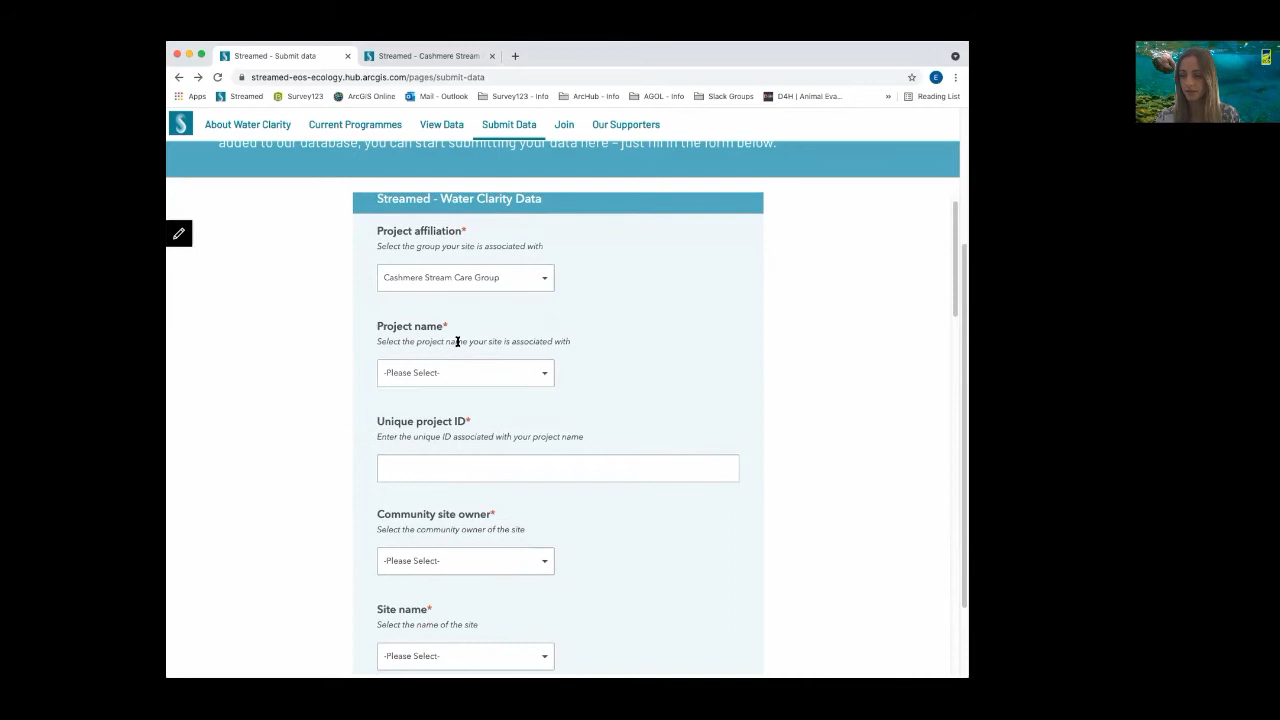 Streamed - Submit data
Streamed - Cashmere Stream
streamed-eos-ecology.hub.arcgis.com/pages/submit-data
E
Apps Streamed Survey123 ArcGIS Online Mail - Outlook Survey123 - Info ArcHub - Info AGOL - Info Slack Groups D4H | Animal Eva... » Reading List
S About Water Clarity Current Programmes View Data Submit Data Join Our Supporters
added to our database, you can start submitting your data here – just fill in the form below.
Streamed - Water Clarity Data
Project affiliation*
Select the group your site is associated with
Cashmere Stream Care Group
Project name*
Select the project name your site is associated with
-Please Select-
Unique project ID*
Enter the unique ID associated with your project name
Community site owner*
Select the community owner of the site
-Please Select-
Site name*
Select the name of the site
-Please Select-